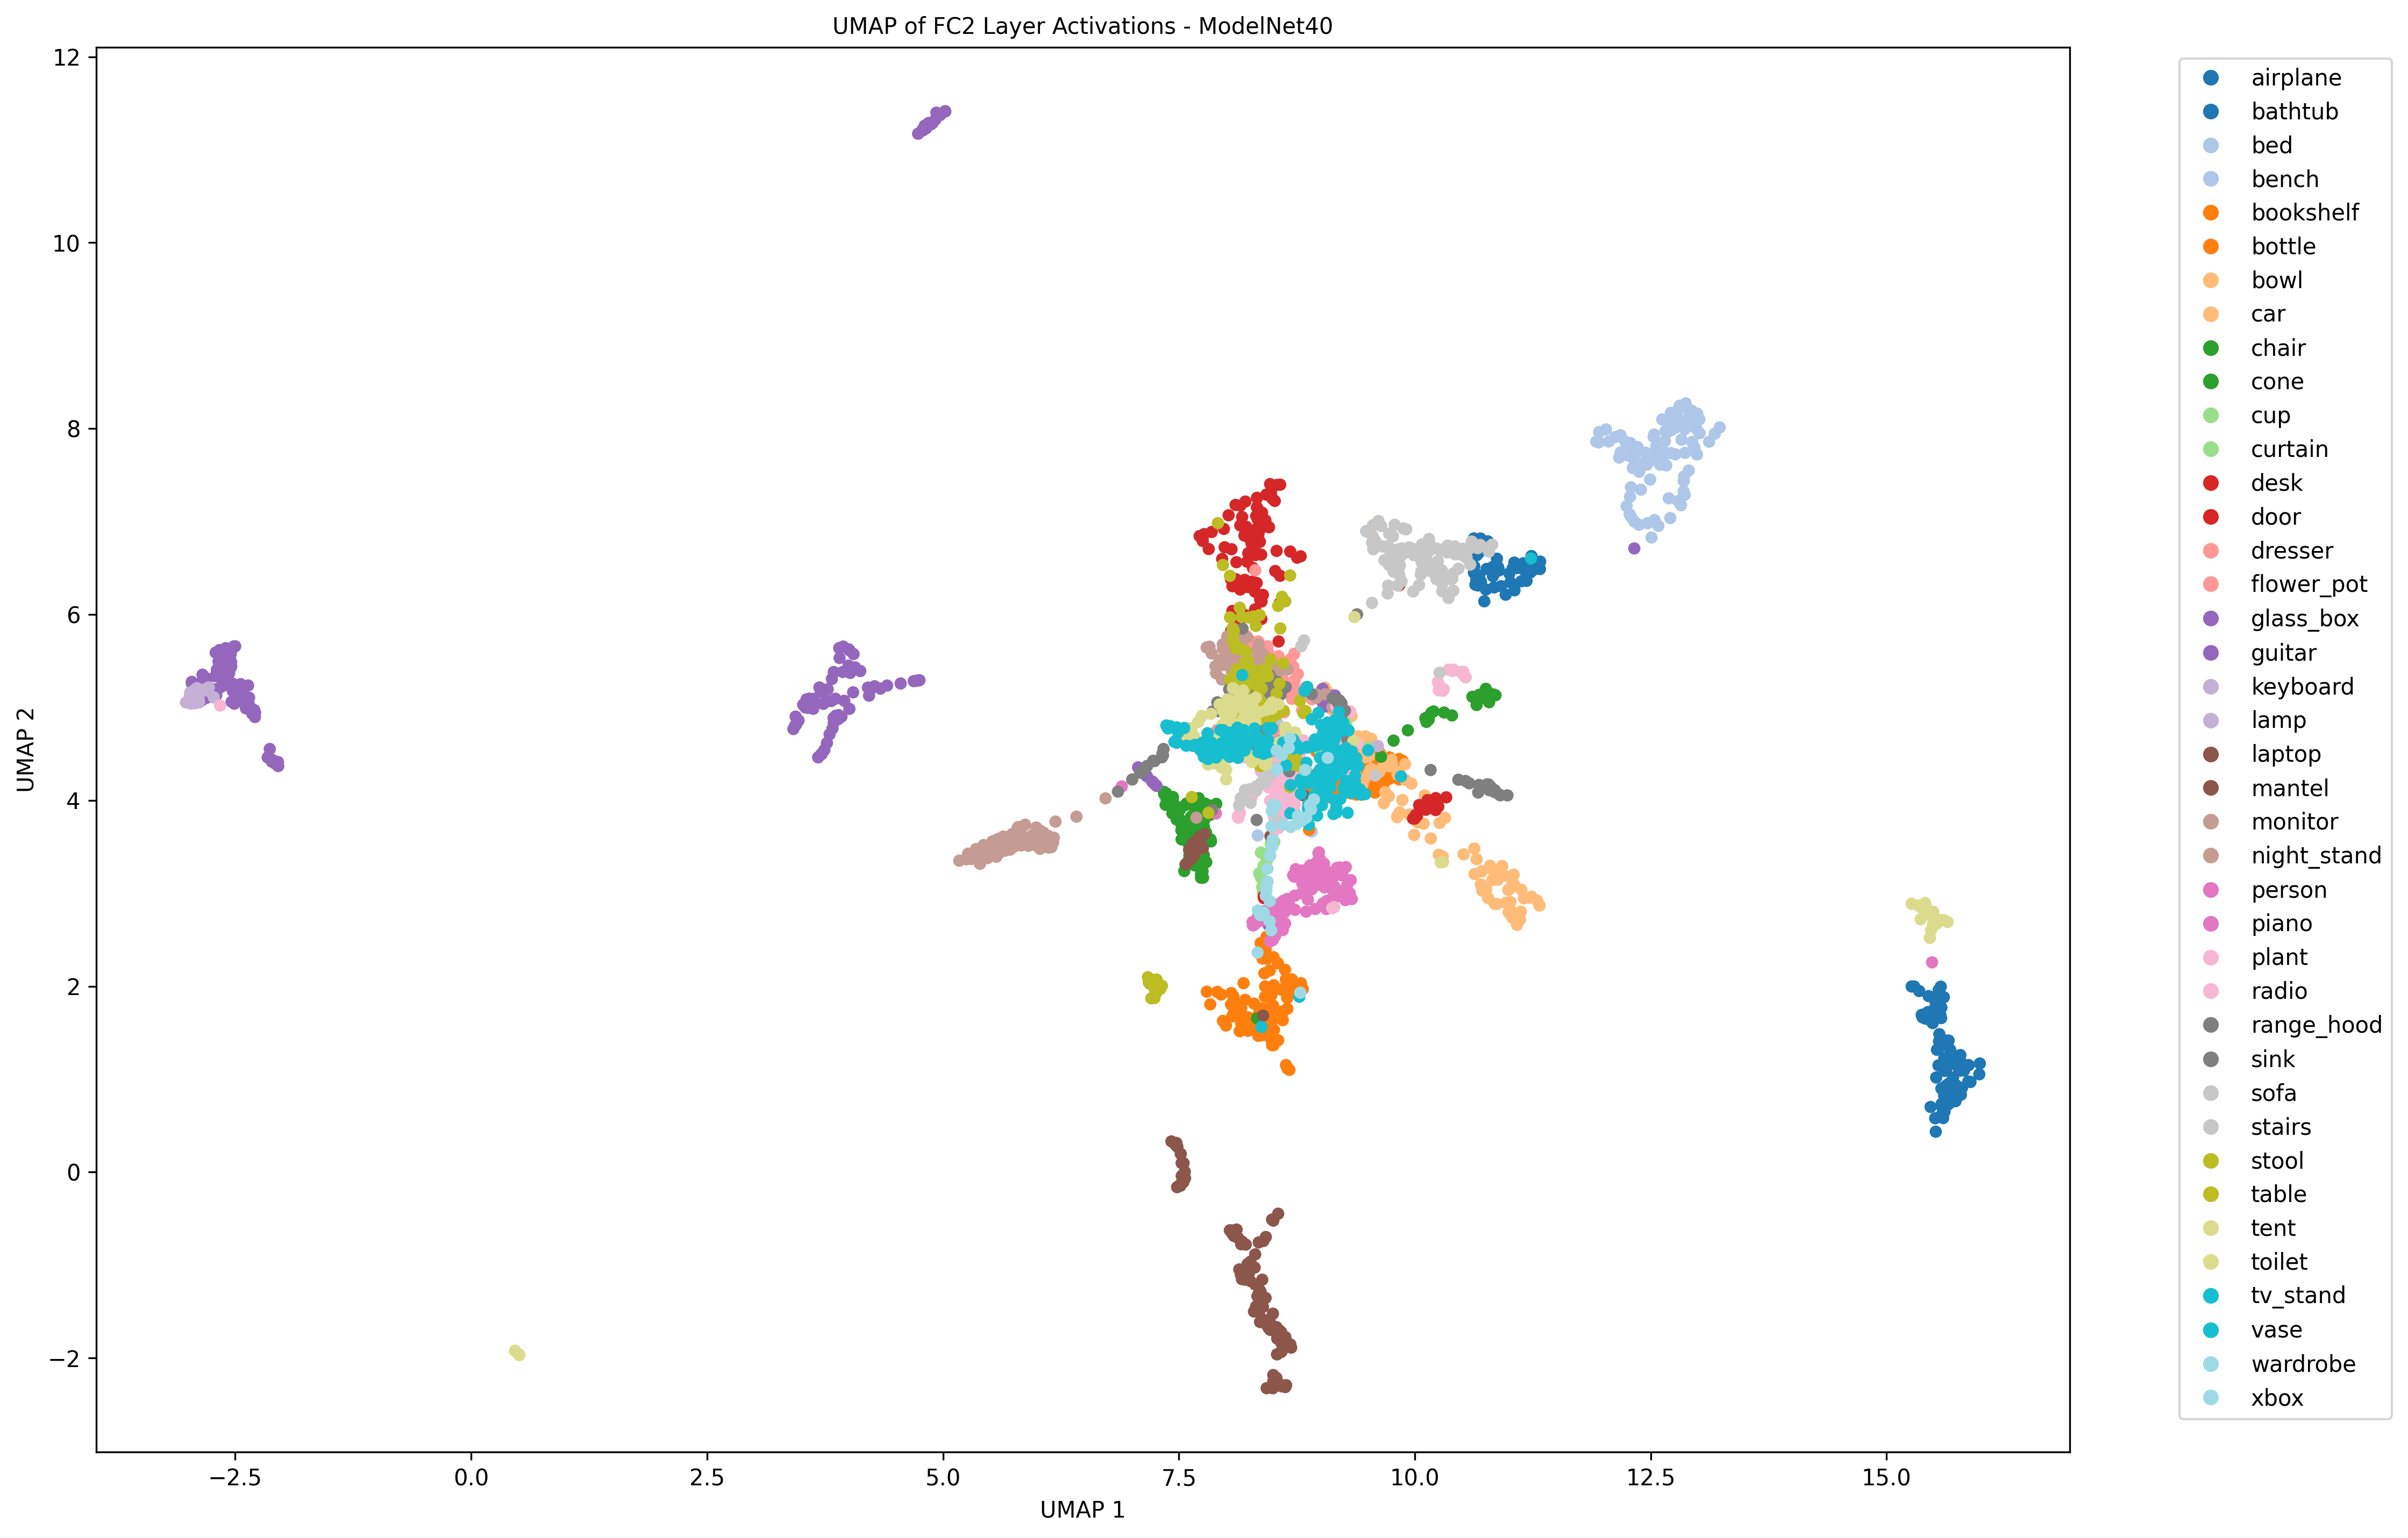 UMAP of FC2 Layer Activations - ModelNet40
12
10
8
6
4
2
0
−2
UMAP 2
−2.5
0.0
2.5
5.0
7.5
10.0
12.5
15.0
UMAP 1
airplane
bathtub
bed
bench
bookshelf
bottle
bowl
car
chair
cone
cup
curtain
desk
door
dresser
flower_pot
glass_box
guitar
keyboard
lamp
laptop
mantel
monitor
night_stand
person
piano
plant
radio
range_hood
sink
sofa
stairs
stool
table
tent
toilet
tv_stand
vase
wardrobe
xbox